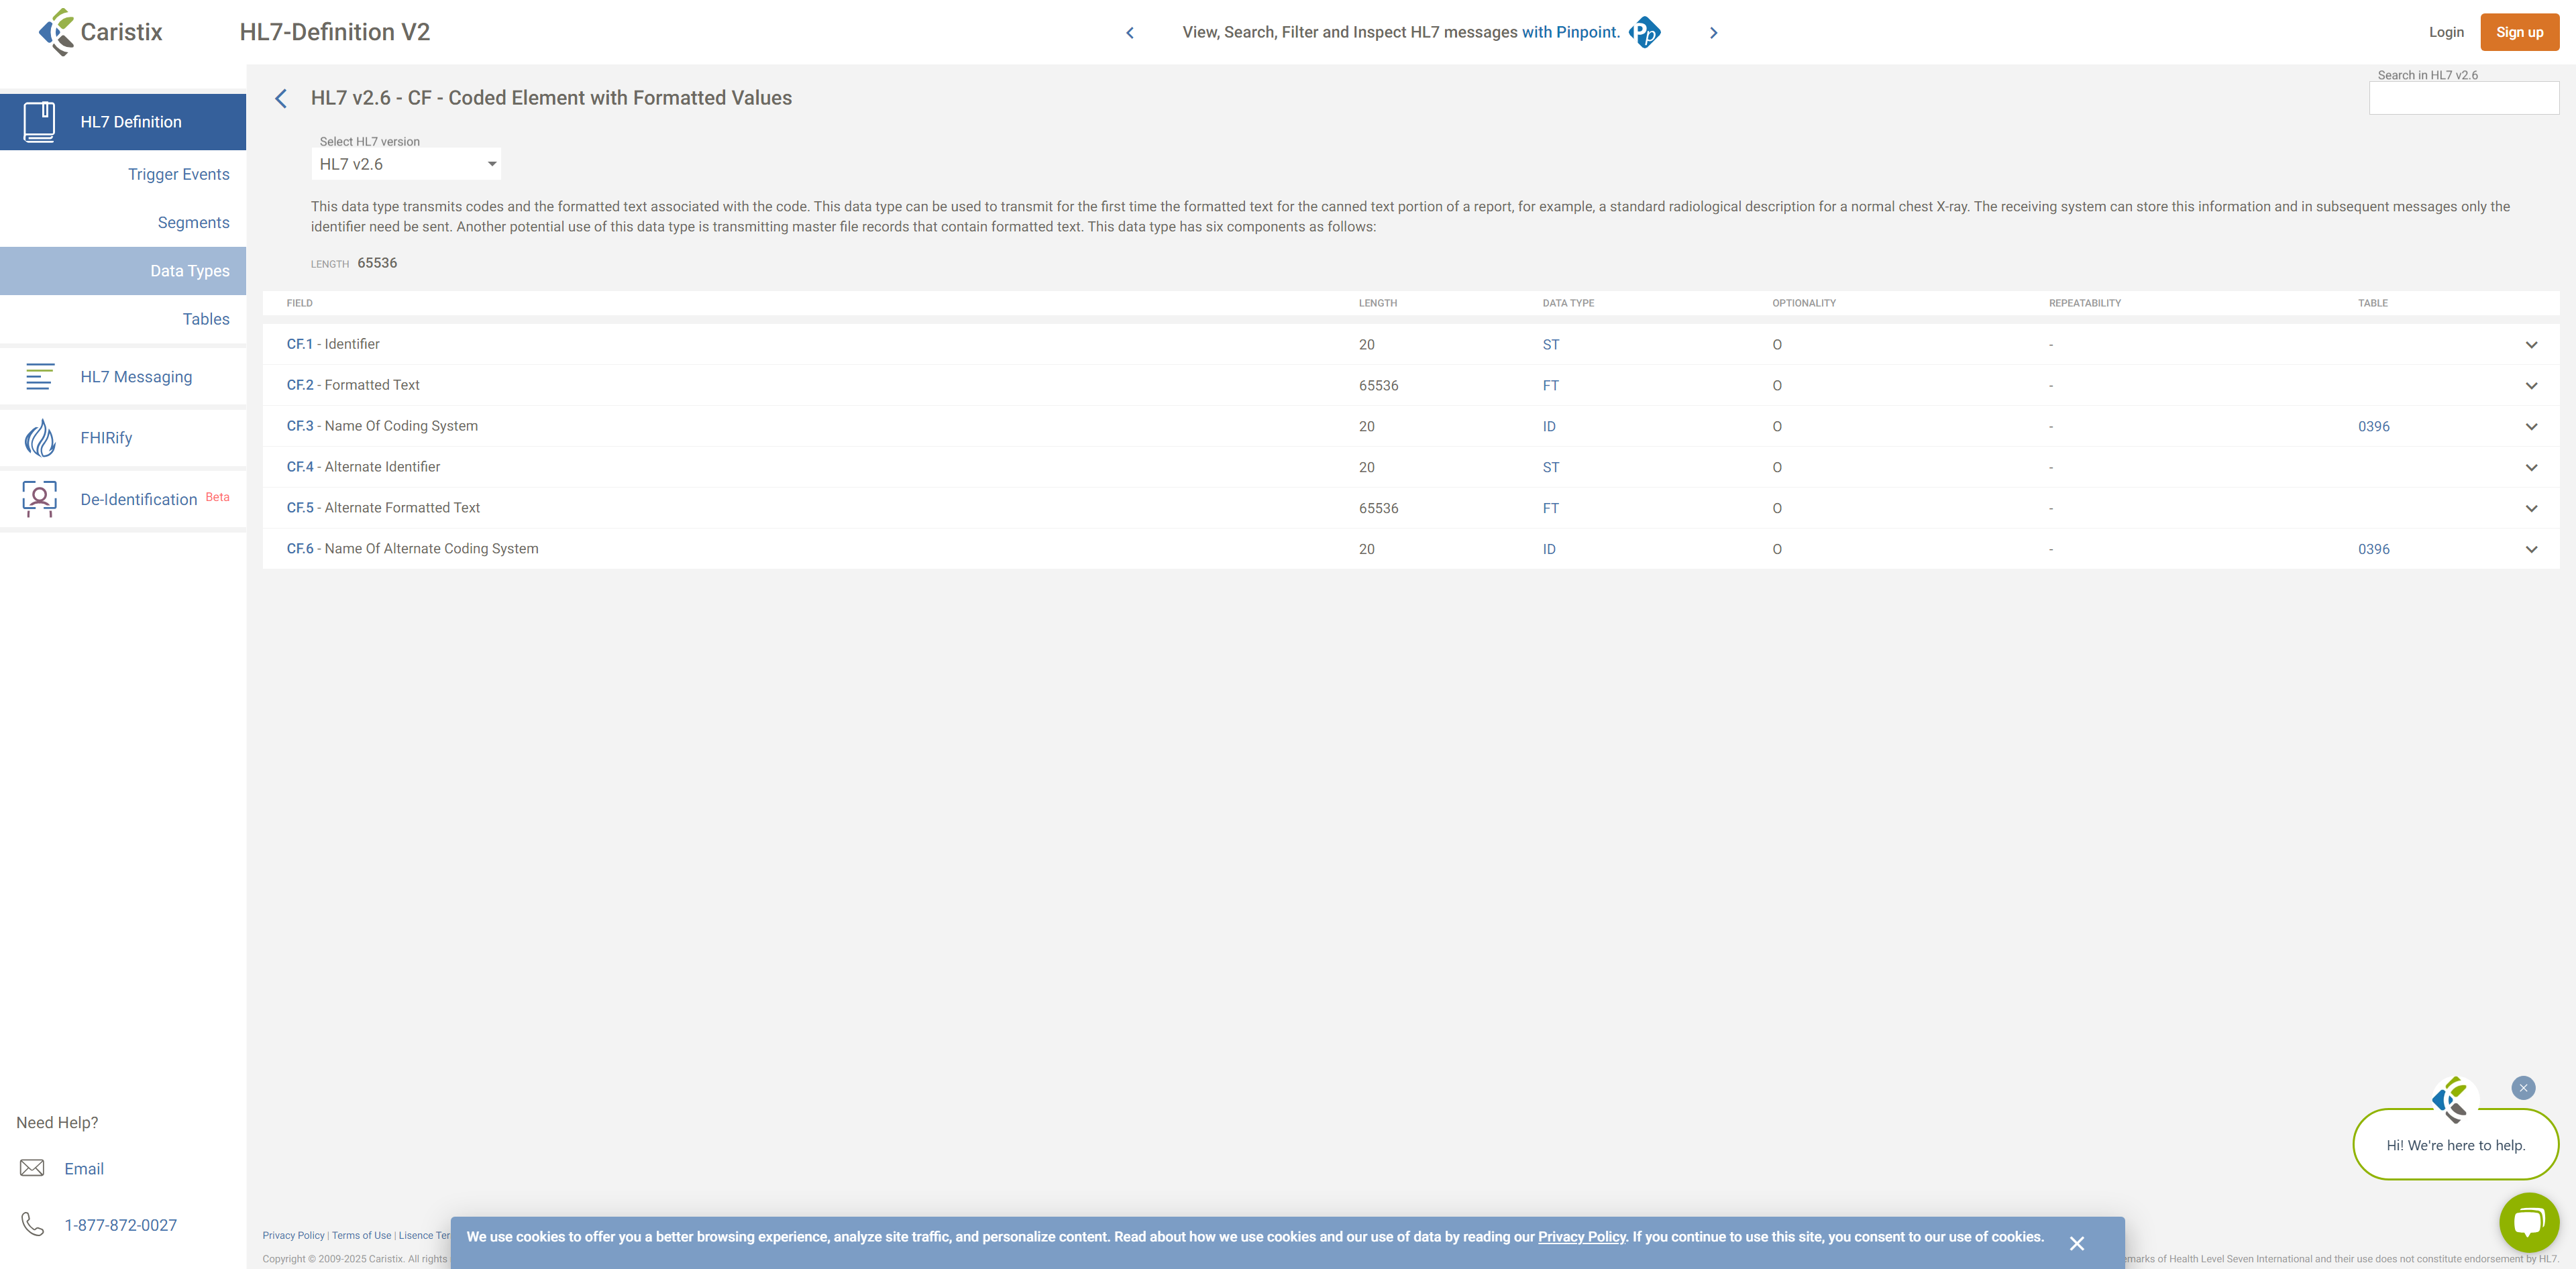 Caristix
HL7-Definition V2
View, Search, Filter and Inspect HL7 messages with Pinpoint.
Pp
Login
Sign up
HL7 Definition
Trigger Events
Segments
Data Types
Tables
HL7 Messaging
FHIRify
De-Identification Beta
HL7 v2.6 - CF - Coded Element with Formatted Values
Search in HL7 v2.6
Select HL7 version
HL7 v2.6
This data type transmits codes and the formatted text associated with the code. This data type can be used to transmit for the first time the formatted text for the canned text portion of a report, for example, a standard radiological description for a normal chest X-ray. The receiving system can store this information and in subsequent messages only the
identifier need be sent. Another potential use of this data type is transmitting master file records that contain formatted text. This data type has six components as follows:
LENGTH 65536
FIELD LENGTH DATA TYPE OPTIONALITY REPEATABILITY TABLE
CF.1 - Identifier 20 ST O -
CF.2 - Formatted Text 65536 FT O -
CF.3 - Name Of Coding System 20 ID O - 0396
CF.4 - Alternate Identifier 20 ST O -
CF.5 - Alternate Formatted Text 65536 FT O -
CF.6 - Name Of Alternate Coding System 20 ID O - 0396
Need Help?
Email
1-877-872-0027
Hi! We're here to help.
Privacy Policy | Terms of Use | Lisence Ter
Copyright © 2009-2025 Caristix. All rights
We use cookies to offer you a better browsing experience, analyze site traffic, and personalize content. Read about how we use cookies and our use of data by reading our Privacy Policy. If you continue to use this site, you consent to our use of cookies.
emarks of Health Level Seven International and their use does not constitute endorsement by HL7.